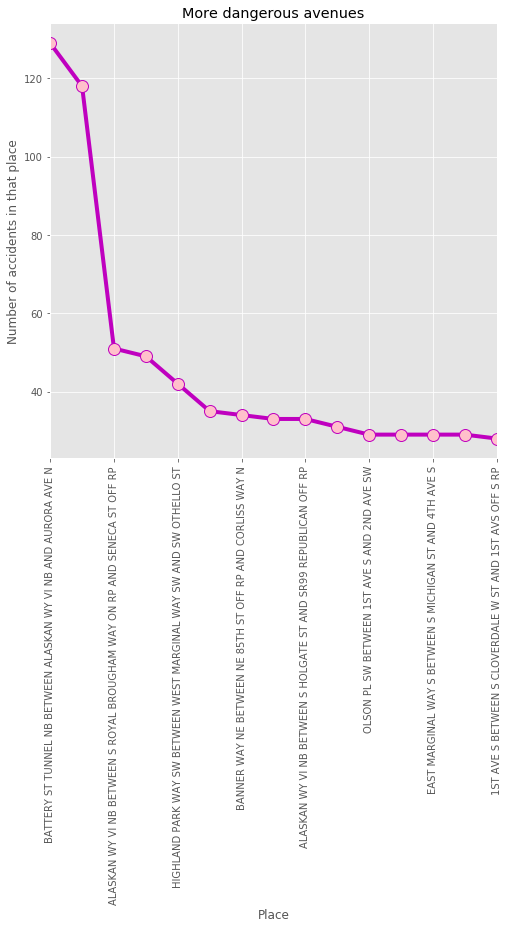 More dangerous avenues
Number of accidents in that place
120
100
80
60
40
BATTERY ST TUNNEL NB BETWEEN ALASKAN WY VI NB AND AURORA AVE N
ALASKAN WY VI NB BETWEEN S ROYAL BROUGHAM WAY ON RP AND SENECA ST OFF RP
HIGHLAND PARK WAY SW BETWEEN WEST MARGINAL WAY SW AND SW OTHELLO ST
BANNER WAY NE BETWEEN NE 85TH ST OFF RP AND CORLISS WAY N
ALASKAN WY VI NB BETWEEN S HOLGATE ST AND SR99 REPUBLICAN OFF RP
OLSON PL SW BETWEEN 1ST AVE S AND 2ND AVE SW
EAST MARGINAL WAY S BETWEEN S MICHIGAN ST AND 4TH AVE S
1ST AVE S BETWEEN S CLOVERDALE W ST AND 1ST AVS OFF S RP
Place